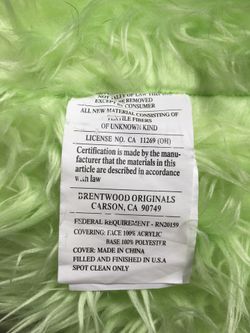 EXCEPT BY CONSUMER
ALL NEW MATERIAL CONSISTING OF
TEXTILE FIBERS
OF UNKNOWN KIND
LICENSE NO. CA 11269 (OH)
Certification is made by the manu-
facturer that the materials in this
article are described in accordance
with law
BRENTWOOD ORIGINALS
CARSON, CA 90749
FEDERAL REQUIREMENT - RN20159
COVERING: FACE 100% ACRYLIC
BASE 100% POLYESTER
COVER: MADE IN CHINA
FILLED AND FINISHED IN U.S.A
SPOT CLEAN ONLY